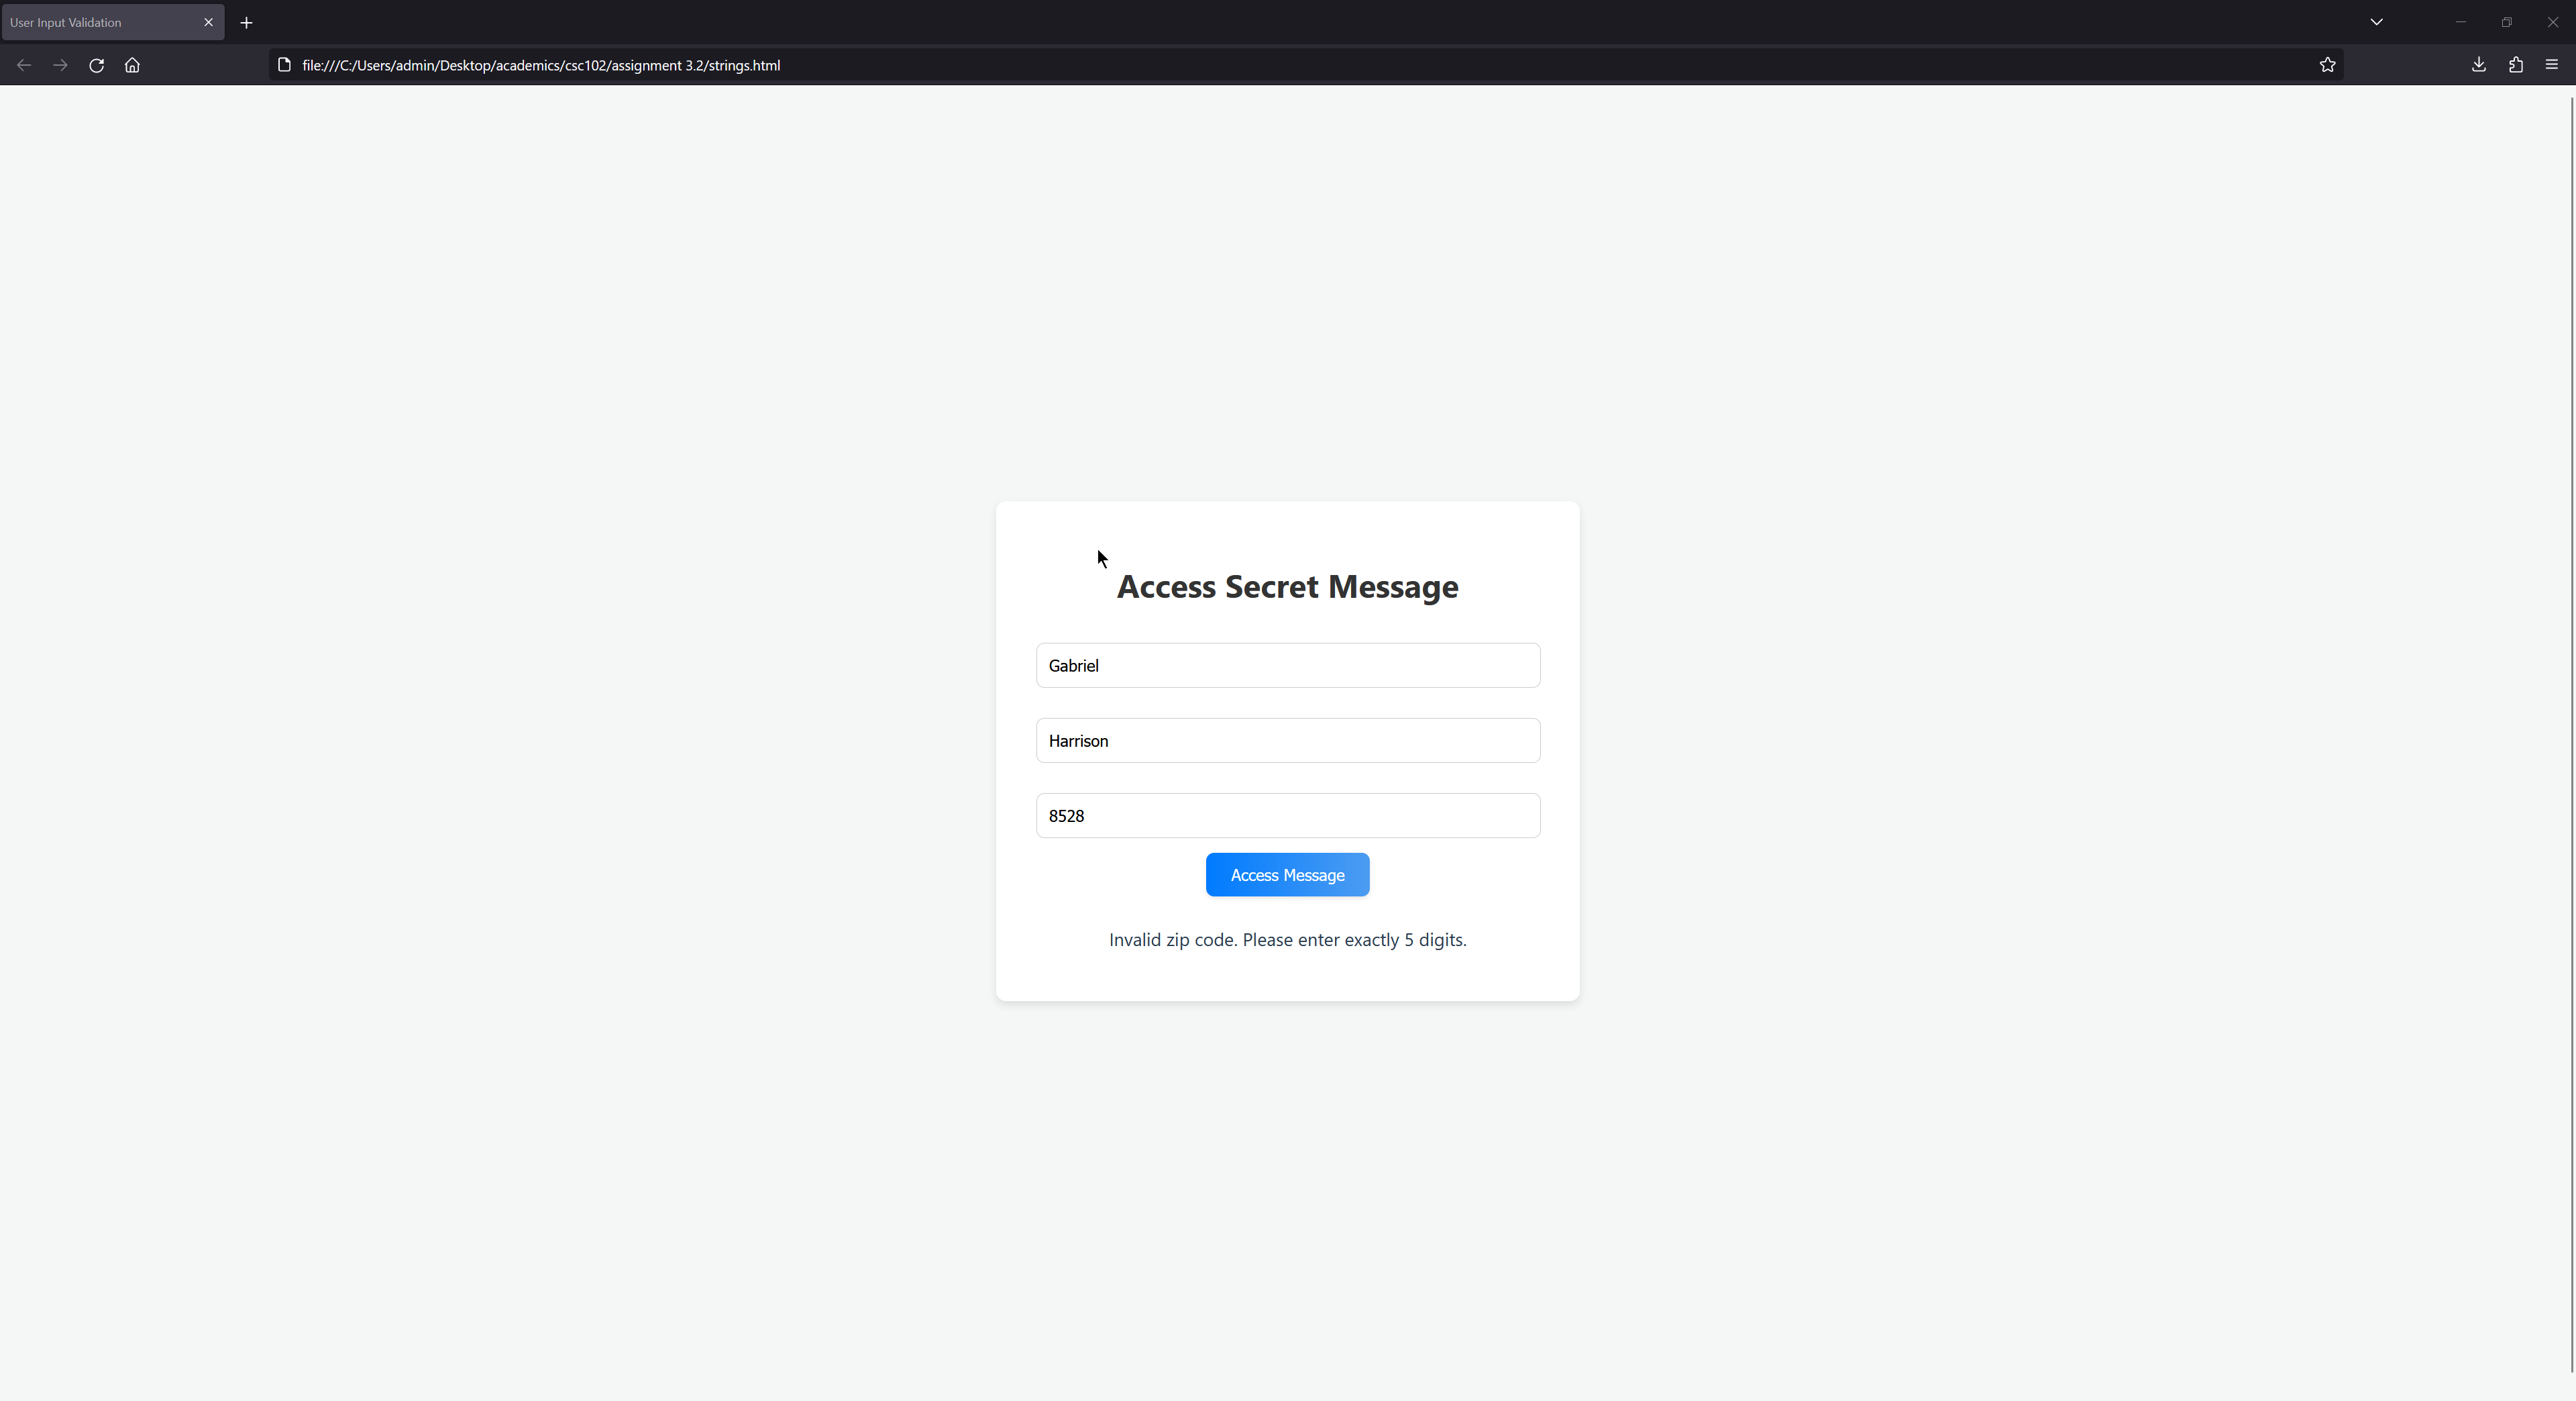 User Input Validation
file:///C:/Users/admin/Desktop/academics/csc102/assignment 3.2/strings.html
Access Secret Message
Gabriel
Harrison
8528
Access Message
Invalid zip code. Please enter exactly 5 digits.